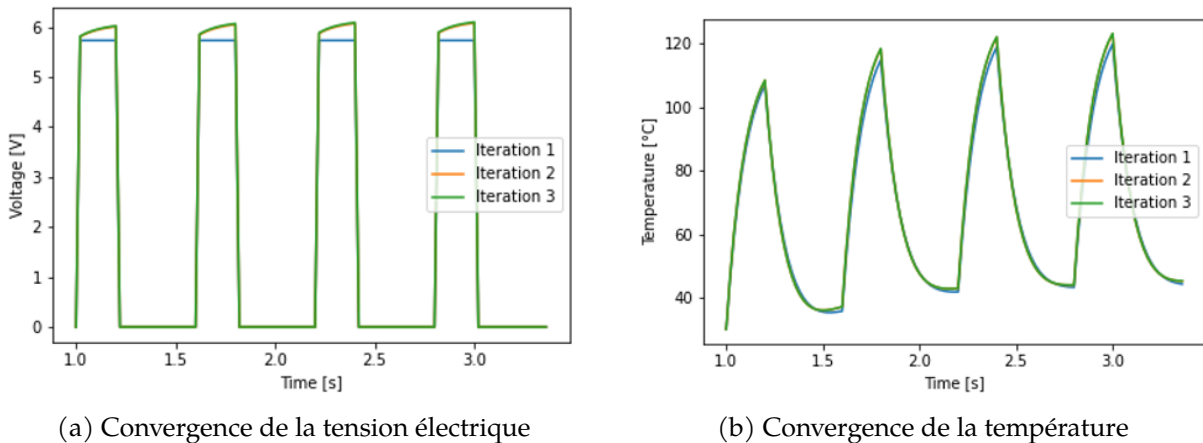 6
5
4
3
2
1
0
Voltage [V]
Iteration 1
Iteration 2
Iteration 3
1.0 1.5 2.0 2.5 3.0
Time [s]
(a) Convergence de la tension électrique
120
100
80
60
40
Temperature [°C]
Iteration 1
Iteration 2
Iteration 3
1.0 1.5 2.0 2.5 3.0
Time [s]
(b) Convergence de la température